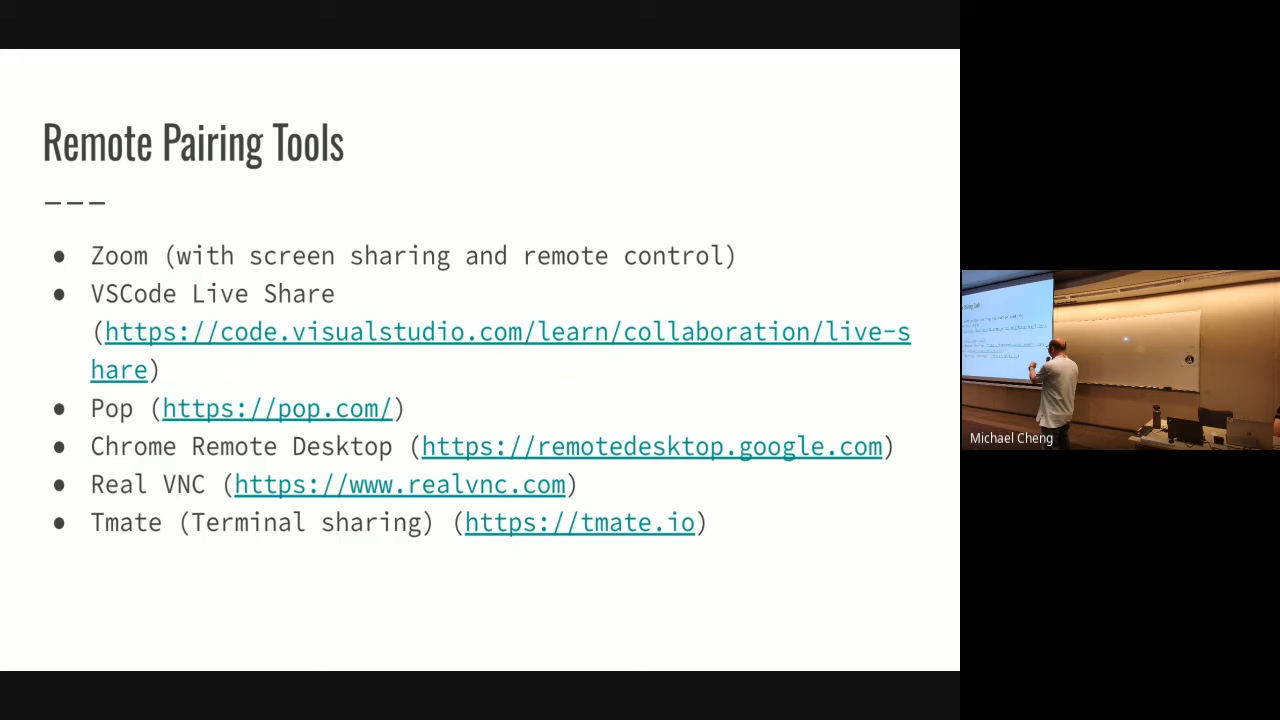 Remote Pairing Tools
● Zoom (with screen sharing and remote control)
● VSCode Live Share
(https://code.visualstudio.com/learn/collaboration/live-s
hare)
● Pop (https://pop.com/)
● Chrome Remote Desktop (https://remotedesktop.google.com)
● Real VNC (https://www.realvnc.com)
● Tmate (Terminal sharing) (https://tmate.io)
Michael Cheng